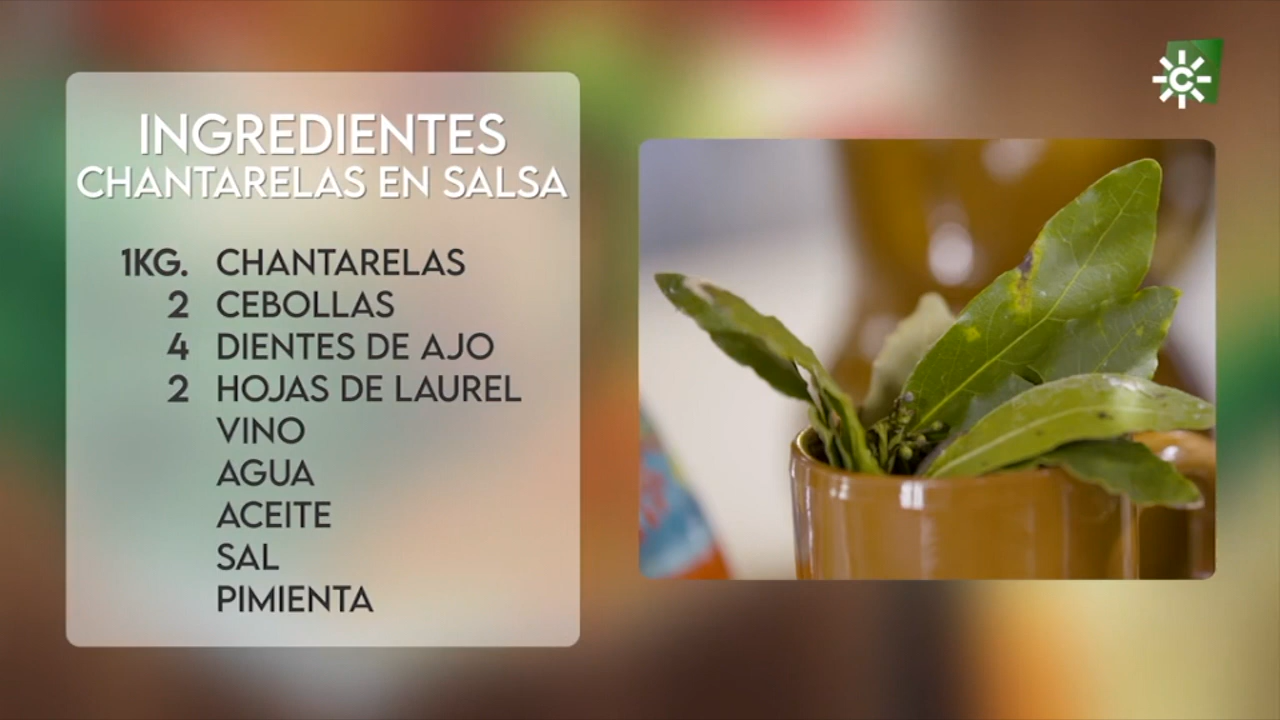 INGREDIENTES
CHANTARELAS EN SALSA
1KG. CHANTARELAS
2 CEBOLLAS
4 DIENTES DE AJO
2 HOJAS DE LAUREL
VINO
AGUA
ACEITE
SAL
PIMIENTA